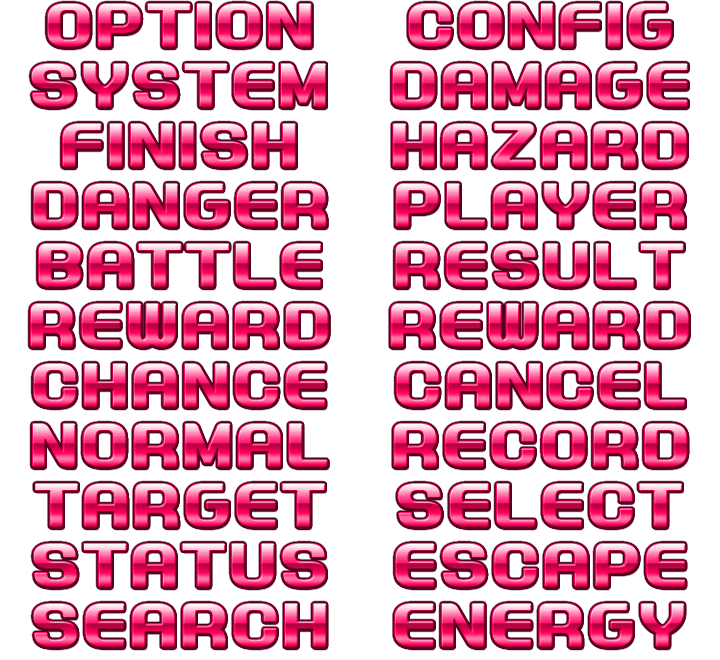 OPTION CONFIG
SYSTEM DAMAGE
FINISH HAZARD
DANGER PLAYER
BATTLE RESULT
REWARD REWARD
CHANCE CANCEL
NORMAL RECORD
TARGET SELECT
STATUS ESCAPE
SEARCH ENERGY